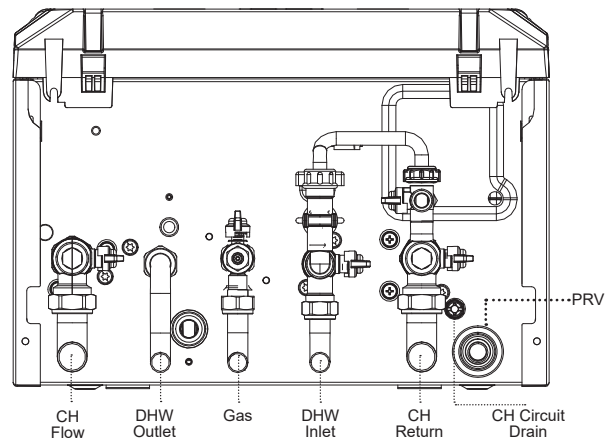 PRV
CH
Flow
DHW
Outlet
Gas
DHW
Inlet
CH
Return
CH Circuit
Drain